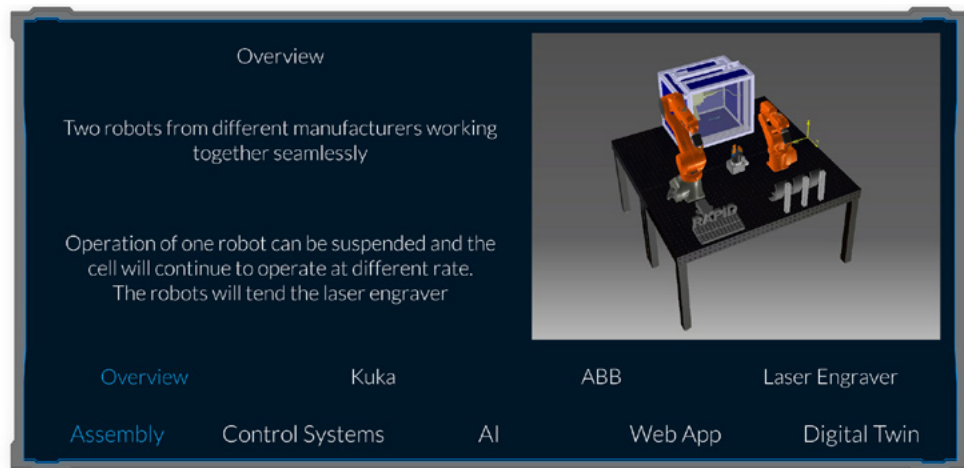 Overview
Two robots from different manufacturers working
together seamlessly
Operation of one robot can be suspended and the
cell will continue to operate at different rate.
The robots will tend the laser engraver
RAPID
Overview Kuka ABB Laser Engraver
Assembly Control Systems AI Web App Digital Twin